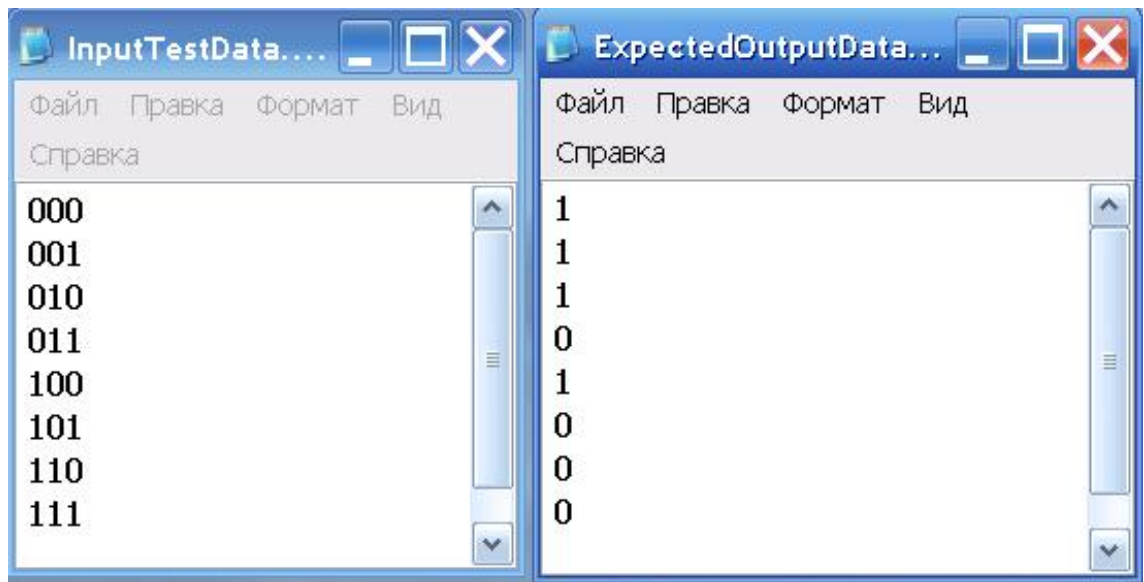 InputTestData....
Файл Правка Формат Вид
Справка
000
001
010
011
100
101
110
111
ExpectedOutputData...
Файл Правка Формат Вид
Справка
1
1
1
0
1
0
0
0